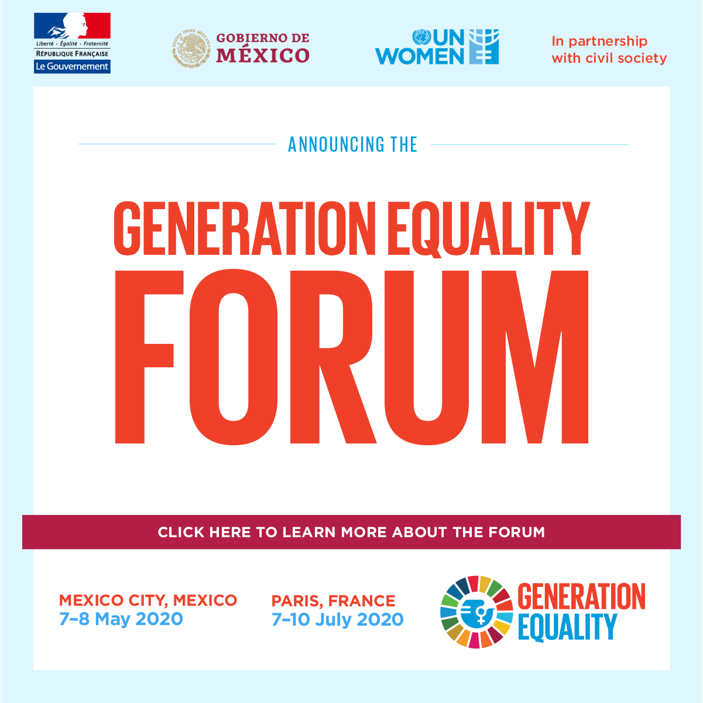 Liberté • Égalité • Fraternité
RÉPUBLIQUE FRANÇAISE
Le Gouvernement
GOBIERNO DE
MÉXICO
UN
WOMEN
In partnership
with civil society
ANNOUNCING THE
GENERATION EQUALITY
FORUM
CLICK HERE TO LEARN MORE ABOUT THE FORUM
MEXICO CITY, MEXICO
7–8 May 2020
PARIS, FRANCE
7–10 July 2020
GENERATION
EQUALITY